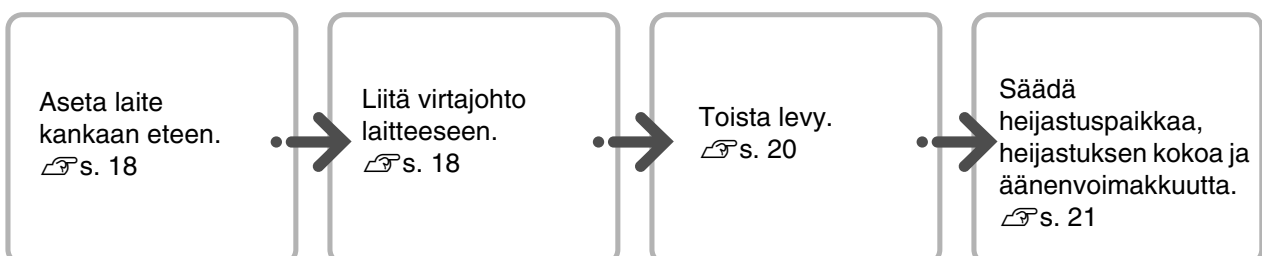 Aseta laite
kankaan eteen.
☞s. 18
Liitä virtajohto
laitteeseen.
☞s. 18
Toista levy.
☞s. 20
Säädä
heijastuspaikkaa,
heijastuksen kokoa ja
äänenvoimakkuutta.
☞s. 21